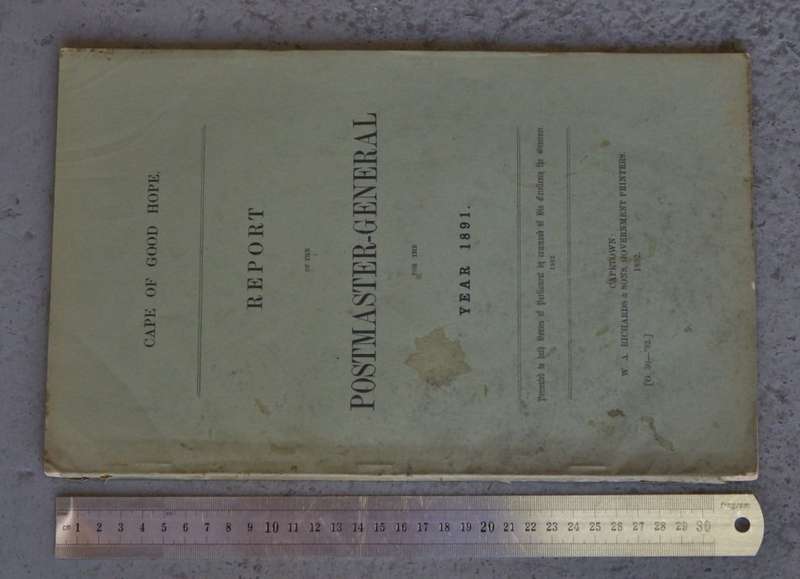 CAPE OF GOOD HOPE.
REPORT
OF THE
POSTMASTER-GENERAL
FOR THE
YEAR 1891.
Presented to both Houses of Parliament by command of His Excellency the Governor.
1892
CAPETOWN:
W. A. RICHARDS & SONS, GOVERNMENT PRINTERS.
1892.
cm 1 2 3 4 5 6 7 8 9 10 11 12 13 14 15 16 17 18 19 20 21 22 23 24 25 26 27 28 29 30